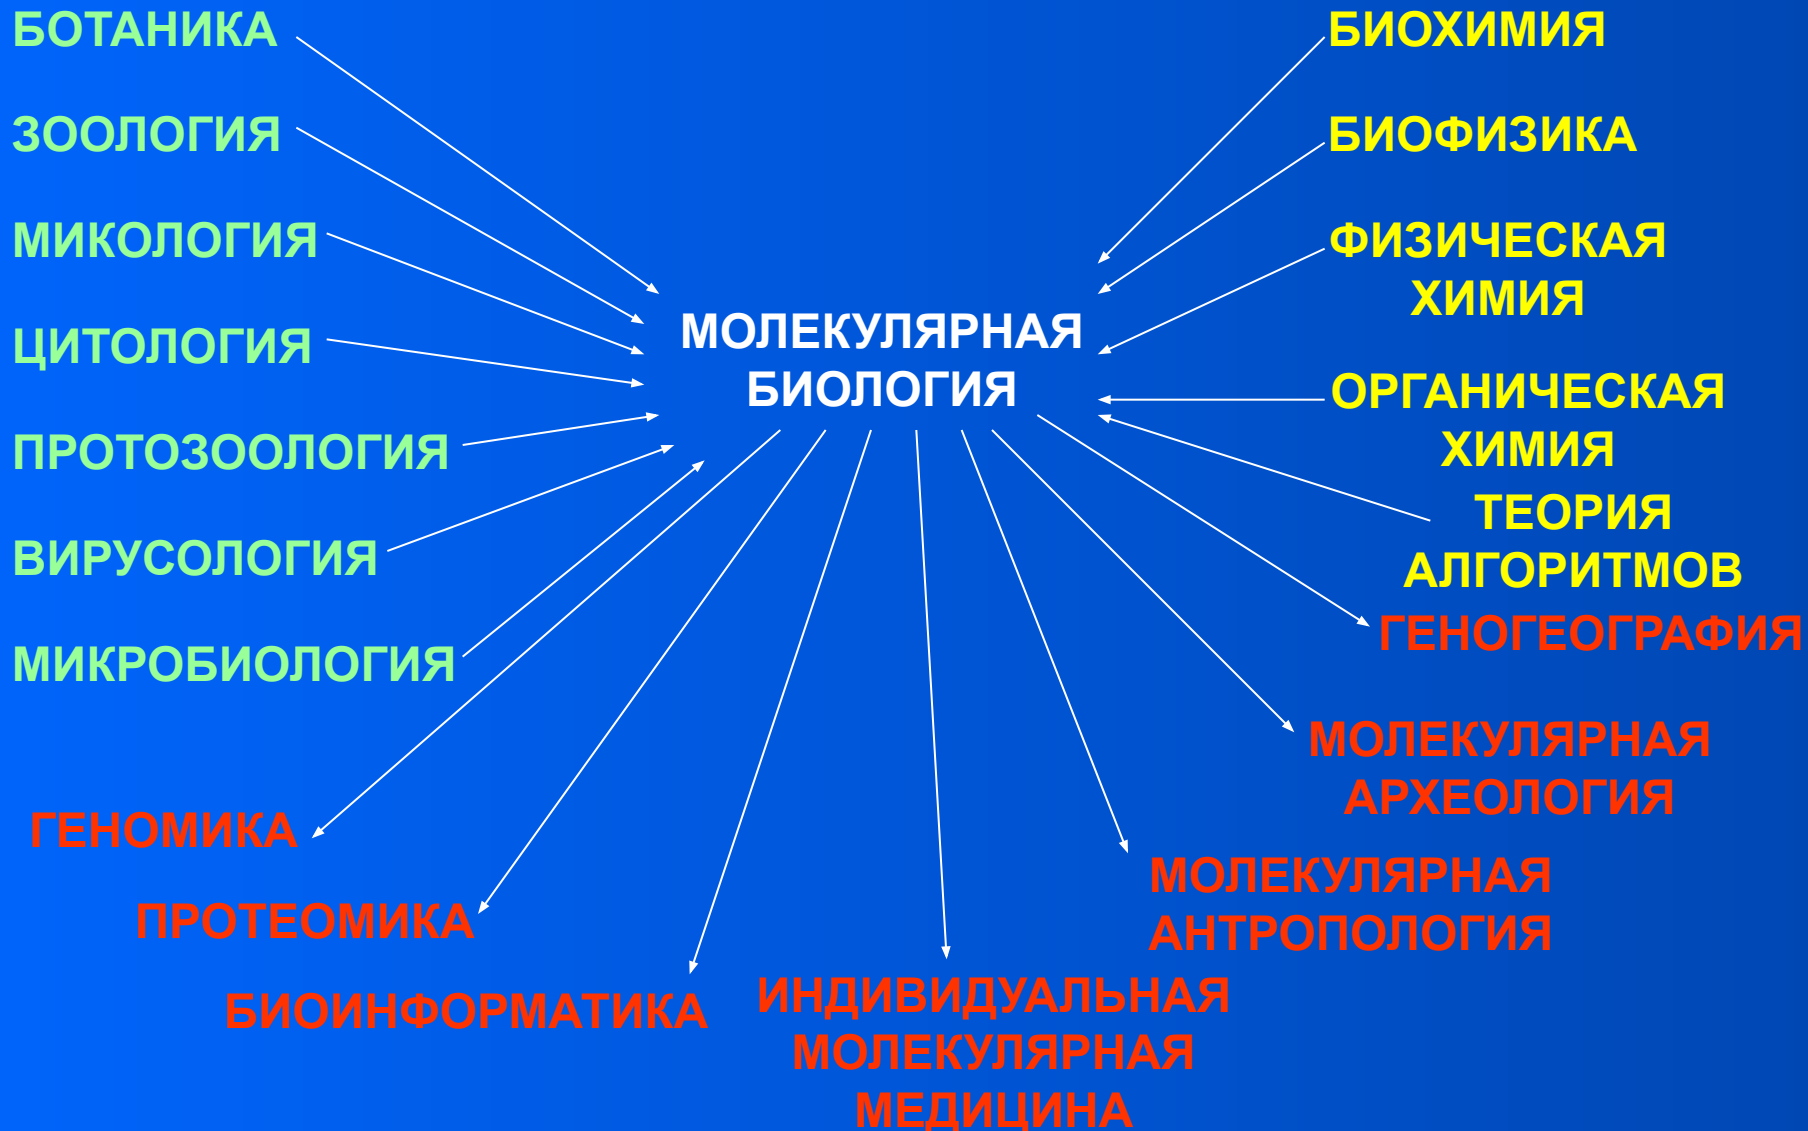 БОТАНИКА
ЗООЛОГИЯ
МИКОЛОГИЯ
ЦИТОЛОГИЯ
ПРОТОЗООЛОГИЯ
ВИРУСОЛОГИЯ
МИКРОБИОЛОГИЯ
МОЛЕКУЛЯРНАЯ
БИОЛОГИЯ
БИОХИМИЯ
БИОФИЗИКА
ФИЗИЧЕСКАЯ
ХИМИЯ
ОРГАНИЧЕСКАЯ
ХИМИЯ
ТЕОРИЯ
АЛГОРИТМОВ
ГЕНОМИКА
ПРОТЕОМИКА
БИОИНФОРМАТИКА
ИНДИВИДУАЛЬНАЯ
МОЛЕКУЛЯРНАЯ
МЕДИЦИНА
МОЛЕКУЛЯРНАЯ
АНТРОПОЛОГИЯ
МОЛЕКУЛЯРНАЯ
АРХЕОЛОГИЯ
ГЕНОГЕОГРАФИЯ